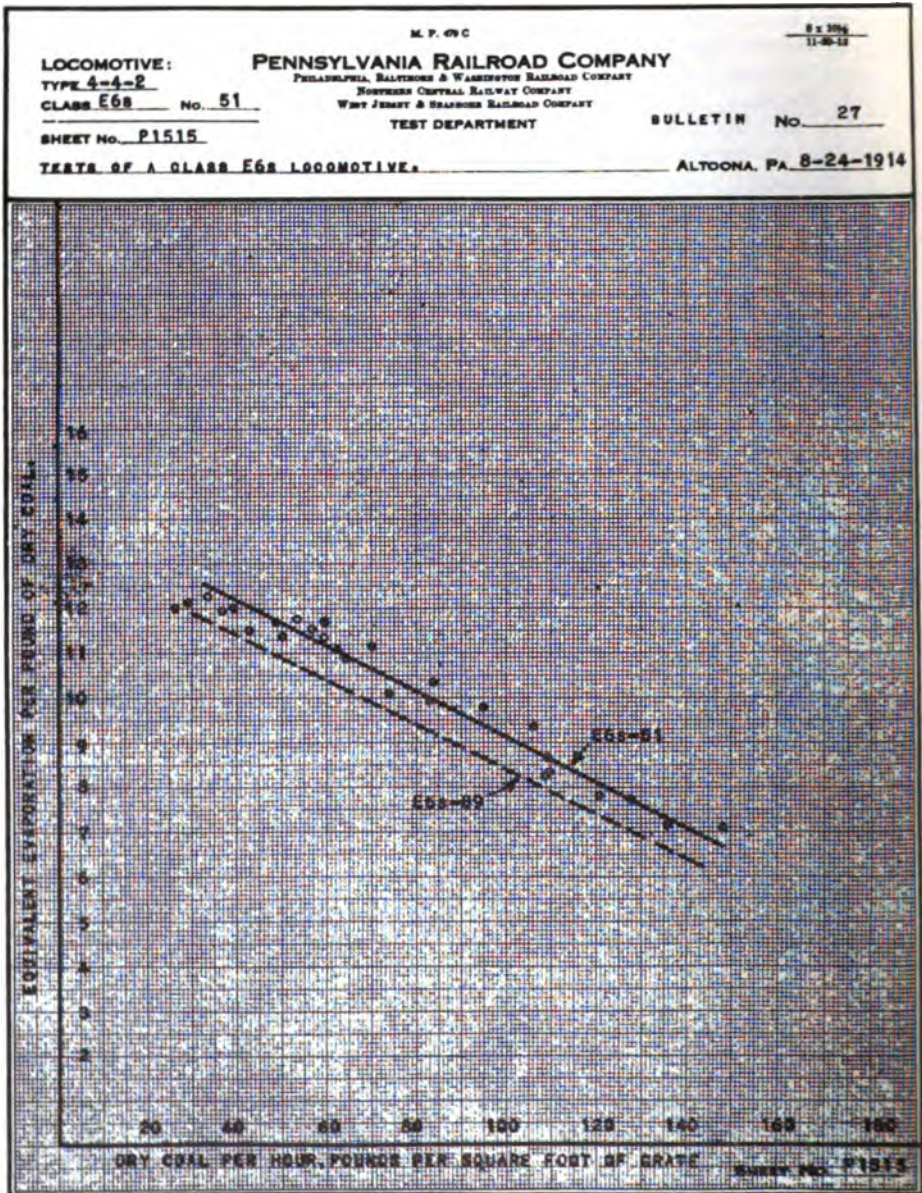 M. P. 479 C
8 x 10½
LOCOMOTIVE:
TYPE 4-4-2
CLASS E6s No. 51
SHEET No. P1515
PENNSYLVANIA RAILROAD COMPANY
PHILADELPHIA, BALTIMORE & WASHINGTON RAILROAD COMPANY
NORTHERN CENTRAL RAILWAY COMPANY
WEST JERSEY & SEASHORE RAILROAD COMPANY
TEST DEPARTMENT
BULLETIN No. 27
TESTS OF A CLASS E6s LOCOMOTIVE.
ALTOONA, PA. 8-24-1914
EQUIVALENT EVAPORATION PER POUND OF DRY COAL.
16
15
14
13
12
11
10
9
8
7
6
5
4
3
2
E6s-51
E6s-89
20 40 60 80 100 120 140 160 180
DRY COAL PER HOUR, POUNDS PER SQUARE FOOT OF GRATE
SHEET No. P1515